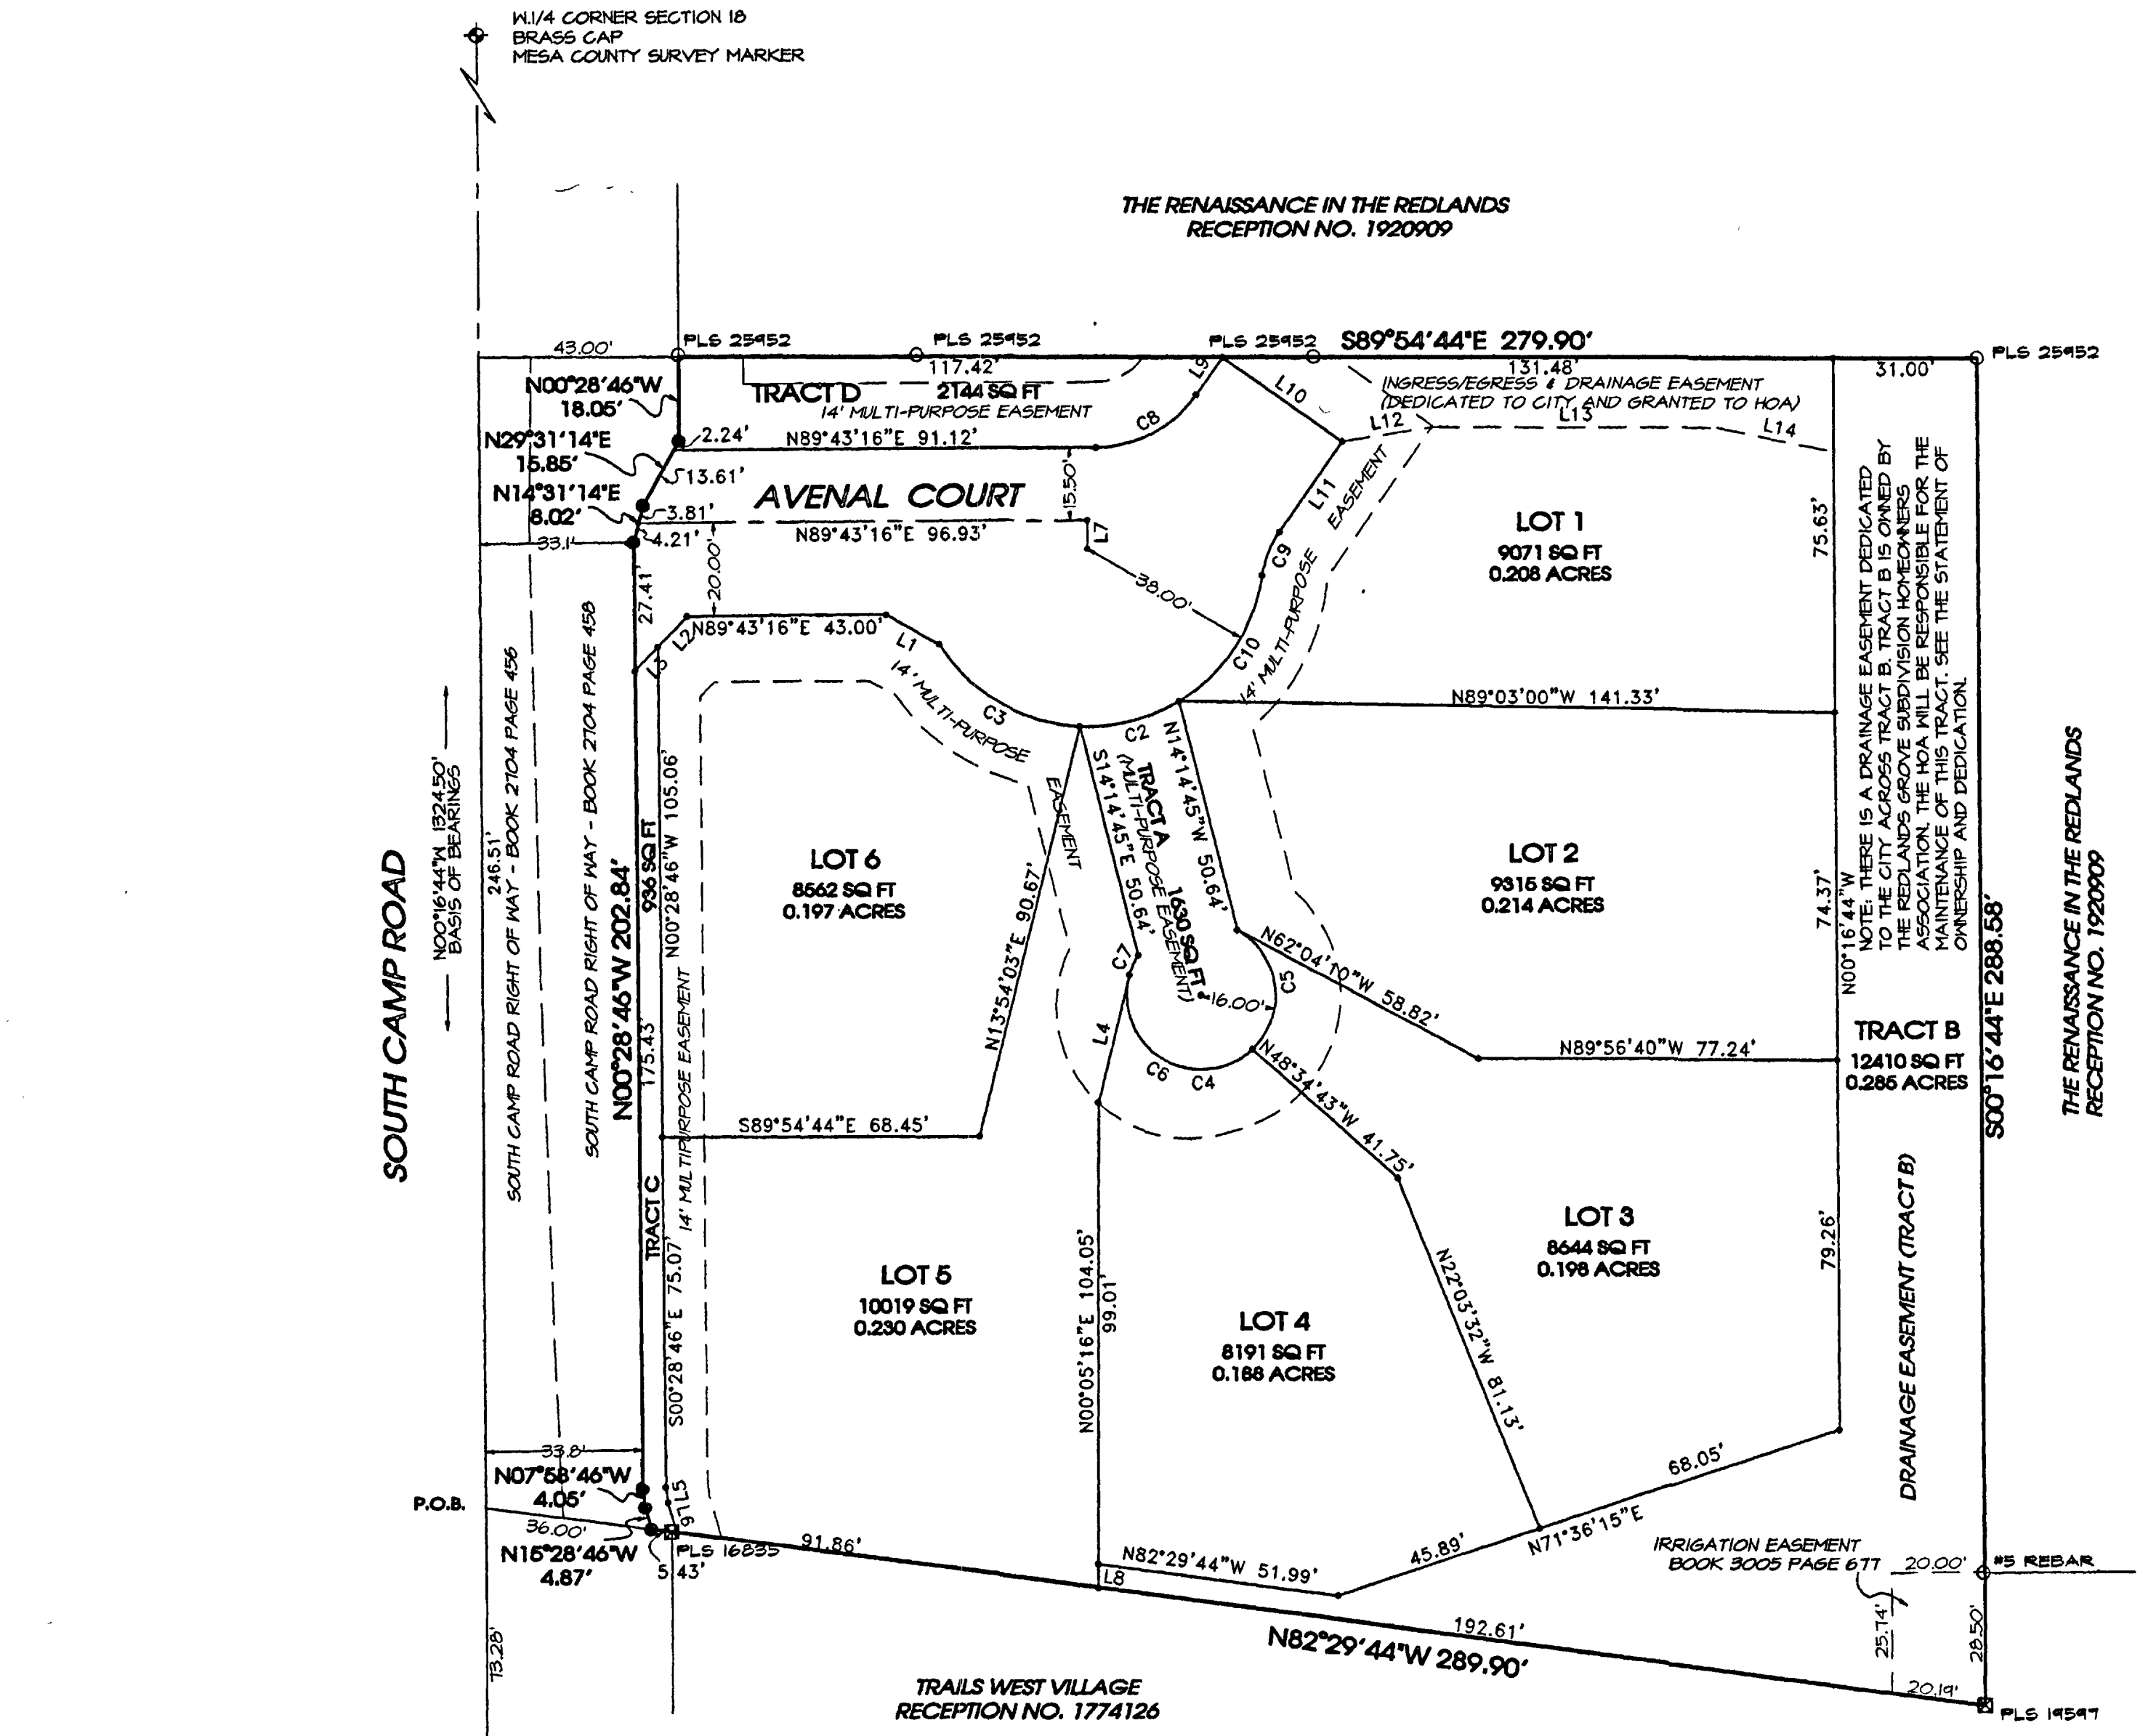 W.1/4 CORNER SECTION 18
BRASS CAP
MESA COUNTY SURVEY MARKER
THE RENAISSANCE IN THE REDLANDS
RECEPTION NO. 1920909
43.00'
PLS 25952
PLS 25952
PLS 25952
S89°54'44"E 279.90'
PLS 25952
117.42'
131.48'
31.00'
N00°28'46"W
18.05'
TRACT D
2144 SQ FT
14' MULTI-PURPOSE EASEMENT
L9
C8
L10
INGRESS/EGRESS & DRAINAGE EASEMENT
(DEDICATED TO CITY AND GRANTED TO HOA)
L12
L13
L14
N29°31'14"E
15.85'
2.24'
N89°43'16"E 91.12'
13.61'
15.50'
N14°31'14"E
8.02'
3.81'
AVENAL COURT
N89°43'16"E 96.93'
L7
L11
EASEMENT
14' MULTI-PURPOSE
C9
LOT 1
9071 SQ FT
0.208 ACRES
75.63'
33.1'
4.21'
20.00'
38.00'
27.41'
L2
N89°43'16"E 43.00'
L1
L3
C10
14' MULTI-PURPOSE
14' MULTI-PURPOSE
EASEMENT
C3
C2
N89°03'00"W 141.33'
NOTE: THERE IS A DRAINAGE EASEMENT DEDICATED
TO THE CITY ACROSS TRACT B. TRACT B IS OWNED BY
THE REDLANDS GROVE SUBDIVISION HOMEOWNERS
ASSOCIATION. THE HOA WILL BE RESPONSIBLE FOR THE
MAINTENANCE OF THIS TRACT. SEE THE STATEMENT OF
OWNERSHIP AND DEDICATION.
SOUTH CAMP ROAD
N00°16'44"W 1324.50'
BASIS OF BEARINGS
246.51'
SOUTH CAMP ROAD RIGHT OF WAY - BOOK 2704 PAGE 456
SOUTH CAMP ROAD RIGHT OF WAY - BOOK 2704 PAGE 458
N00°28'46"W 202.84'
175.43'
936 SQ FT
TRACT C
N00°28'46"W 105.06'
14' MULTIPURPOSE EASEMENT
LOT 6
8562 SQ FT
0.197 ACRES
N13°54'03"E 90.67'
S14°14'45"E 50.64'
TRACT A
1630 SQ FT
(MULTI-PURPOSE EASEMENT)
N14°14'45"W 50.64'
C7
C5
16.00'
L4
C6
C4
LOT 2
9315 SQ FT
0.214 ACRES
74.37'
N00°16'44"W
N62°04'10"W 58.82'
N89°56'40"W 77.24'
TRACT B
12410 SQ FT
0.285 ACRES
S00°16'44"E 288.58'
THE RENAISSANCE IN THE REDLANDS
RECEPTION NO. 1920909
N48°34'43"W 41.75'
S89°54'44"E 68.45'
S00°28'46"E 75.07'
LOT 5
10019 SQ FT
0.230 ACRES
N00°05'16"E 104.05'
99.01'
LOT 4
8191 SQ FT
0.188 ACRES
N22°03'32"W 81.13'
LOT 3
8644 SQ FT
0.198 ACRES
79.26'
DRAINAGE EASEMENT (TRACT B)
33.8'
N07°58'46"W
4.05'
L5
L6
P.O.B.
36.00'
N15°28'46"W
4.87'
5.43'
PLS 16835
91.86'
N82°29'44"W 51.99'
L8
45.89'
68.05'
N71°36'15"E
IRRIGATION EASEMENT
BOOK 3005 PAGE 677
20.00'
#5 REBAR
25.74'
28.50'
73.28'
192.61'
N82°29'44"W 289.90'
20.19'
PLS 19597
TRAILS WEST VILLAGE
RECEPTION NO. 1774126